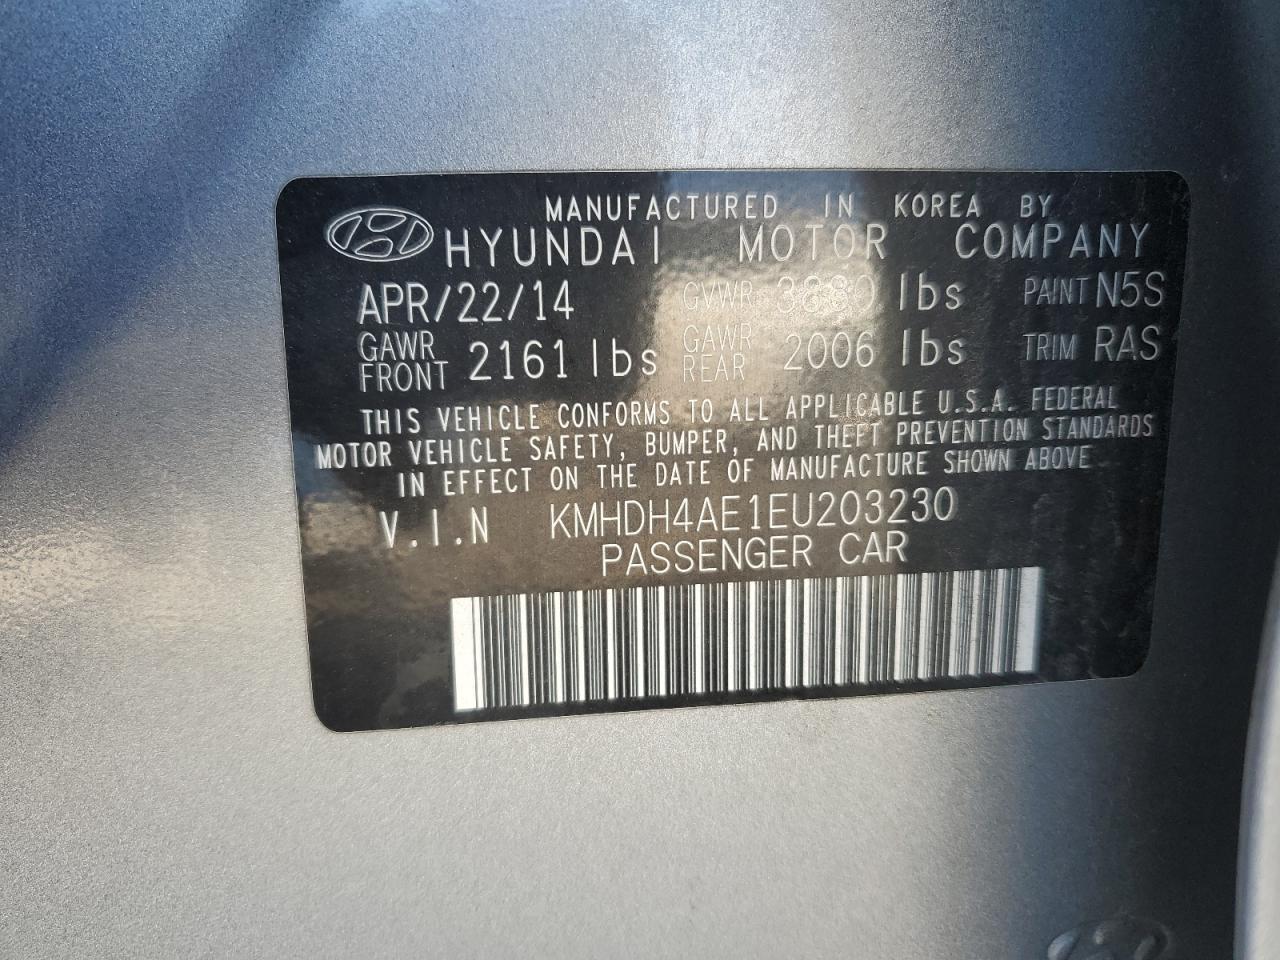 MANUFACTURED IN KOREA BY
HYUNDAI MOTOR COMPANY
APR/22/14 GVWR 3880 lbs PAINT N5S
GAWR FRONT 2161 lbs GAWR REAR 2006 lbs TRIM RAS
THIS VEHICLE CONFORMS TO ALL APPLICABLE U.S.A. FEDERAL
MOTOR VEHICLE SAFETY, BUMPER, AND THEFT PREVENTION STANDARDS
IN EFFECT ON THE DATE OF MANUFACTURE SHOWN ABOVE
V.I.N KMHDH4AE1EU203230
PASSENGER CAR